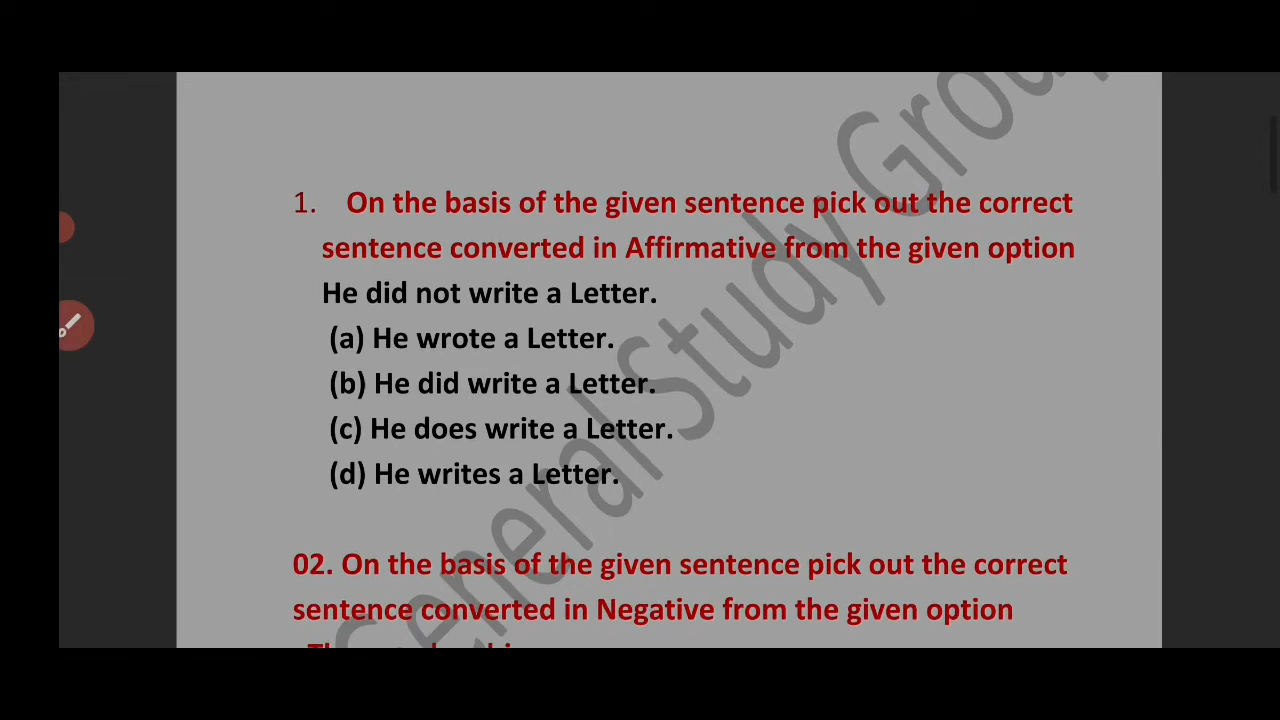 1. On the basis of the given sentence pick out the correct
sentence converted in Affirmative from the given option
He did not write a Letter.
(a) He wrote a Letter.
(b) He did write a Letter.
(c) He does write a Letter.
(d) He writes a Letter.
02. On the basis of the given sentence pick out the correct
sentence converted in Negative from the given option
General Study Group